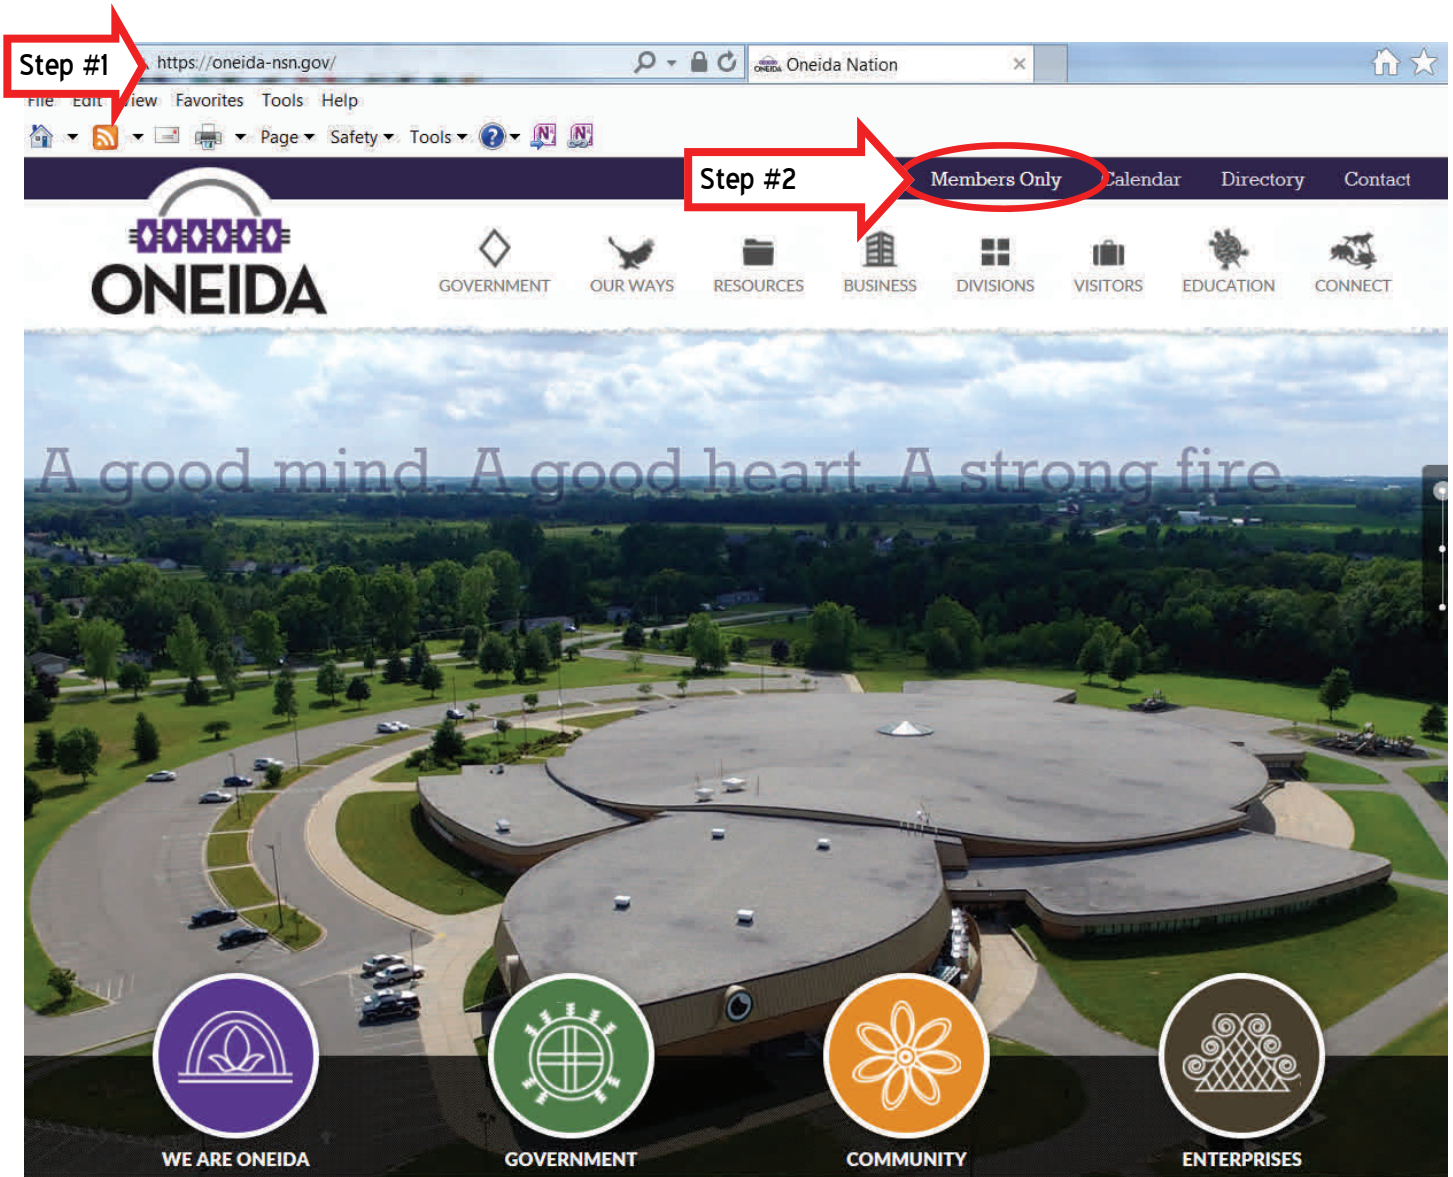 Step #1
https://oneida-nsn.gov/
ONEIDA Oneida Nation
File Edit View Favorites Tools Help
Page Safety Tools
Step #2
Members Only Calendar Directory Contact
ONEIDA
GOVERNMENT OUR WAYS RESOURCES BUSINESS DIVISIONS VISITORS EDUCATION CONNECT
A good mind. A good heart. A strong fire.
WE ARE ONEIDA GOVERNMENT COMMUNITY ENTERPRISES